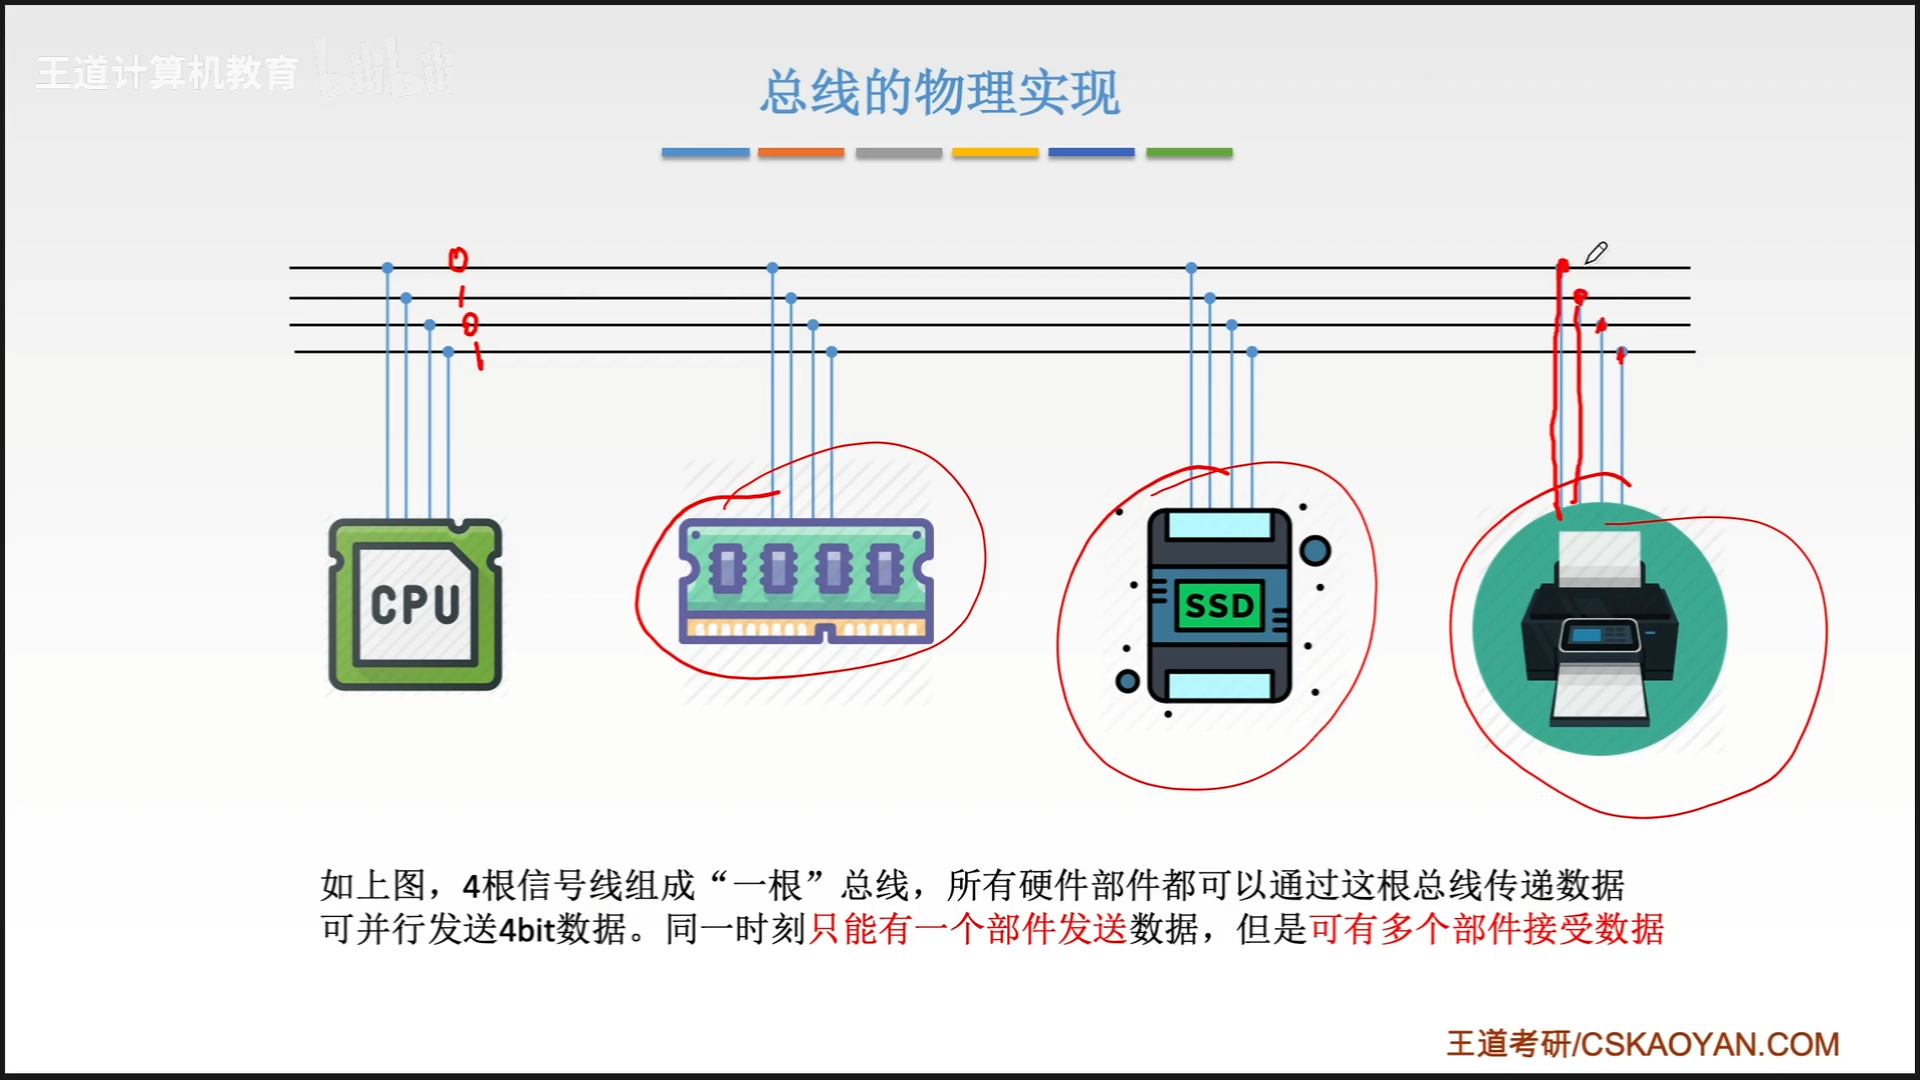 王道计算机教育 bilibili
总线的物理实现
0
1
0
1
CPU
SSD
如上图，4根信号线组成“一根”总线，所有硬件部件都可以通过这根总线传递数据
可并行发送4bit数据。同一时刻只能有一个部件发送数据，但是可有多个部件接受数据
王道考研/CSKAOYAN.COM